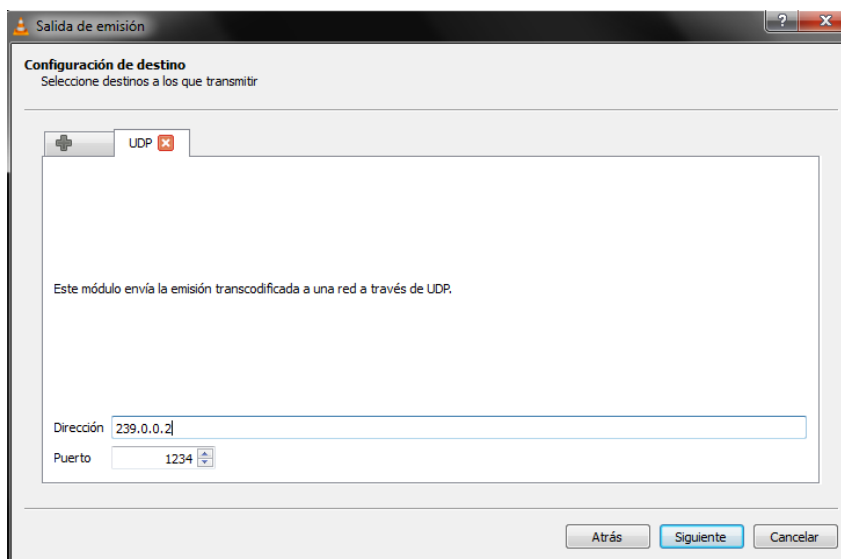 Salida de emisión
Configuración de destino
Seleccione destinos a los que transmitir
UDP
Este módulo envía la emisión transcodificada a una red a través de UDP.
Dirección 239.0.0.2
Puerto 1234
Atrás Siguiente Cancelar